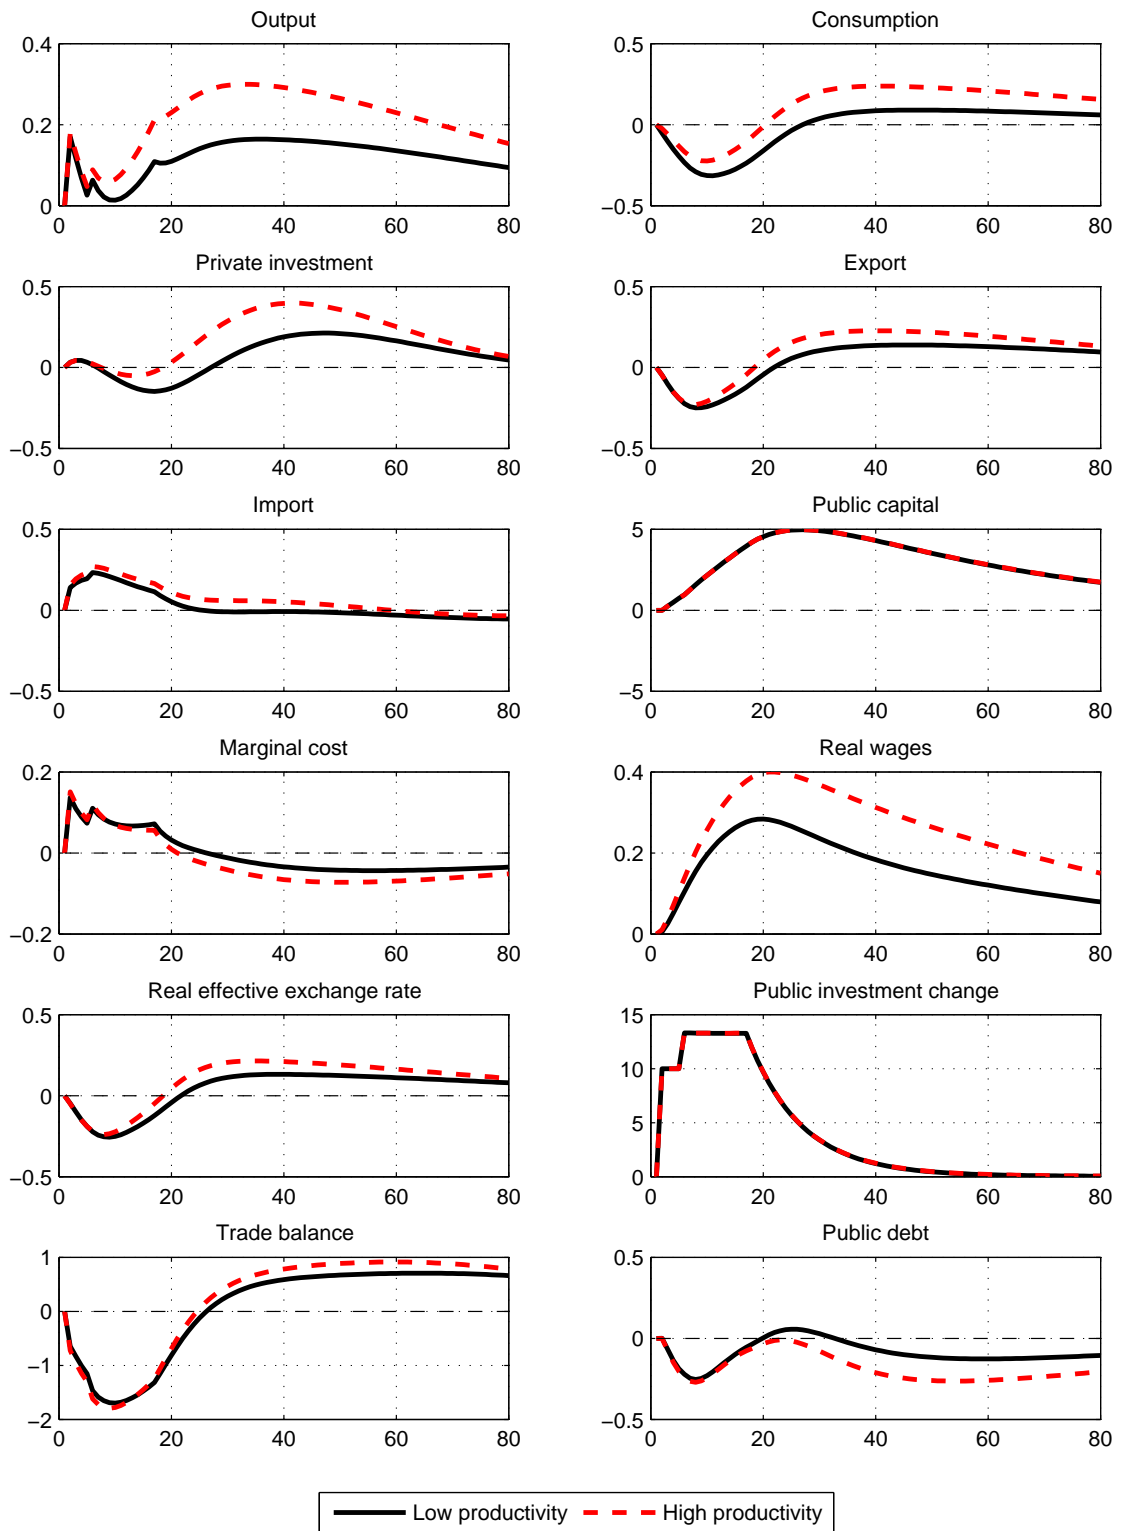 Output
0.4
0.2
0
0 20 40 60 80
Consumption
0.5
0
−0.5
0 20 40 60 80
Private investment
0.5
0
−0.5
0 20 40 60 80
Export
0.5
0
−0.5
0 20 40 60 80
Import
0.5
0
−0.5
0 20 40 60 80
Public capital
5
0
−5
0 20 40 60 80
Marginal cost
0.2
0
−0.2
0 20 40 60 80
Real wages
0.4
0.2
0
0 20 40 60 80
Real effective exchange rate
0.5
0
−0.5
0 20 40 60 80
Public investment change
15
10
5
0
0 20 40 60 80
Trade balance
1
0
−1
−2
0 20 40 60 80
Public debt
0.5
0
−0.5
0 20 40 60 80
Low productivity High productivity